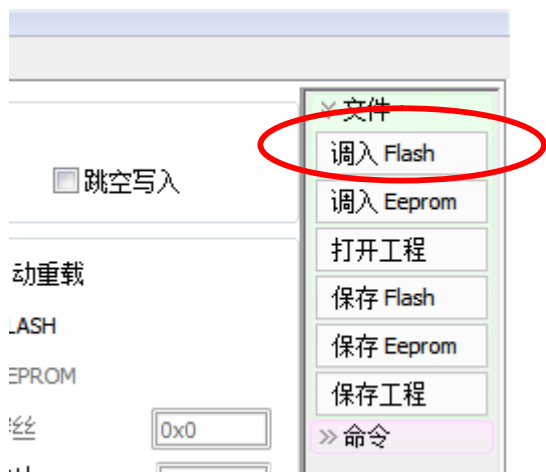 文件
调入 Flash
跳空写入
调入 Eeprom
打开工程
动重载
保存 Flash
LASH
保存 Eeprom
EPROM
保存工程
丝
0x0
命令